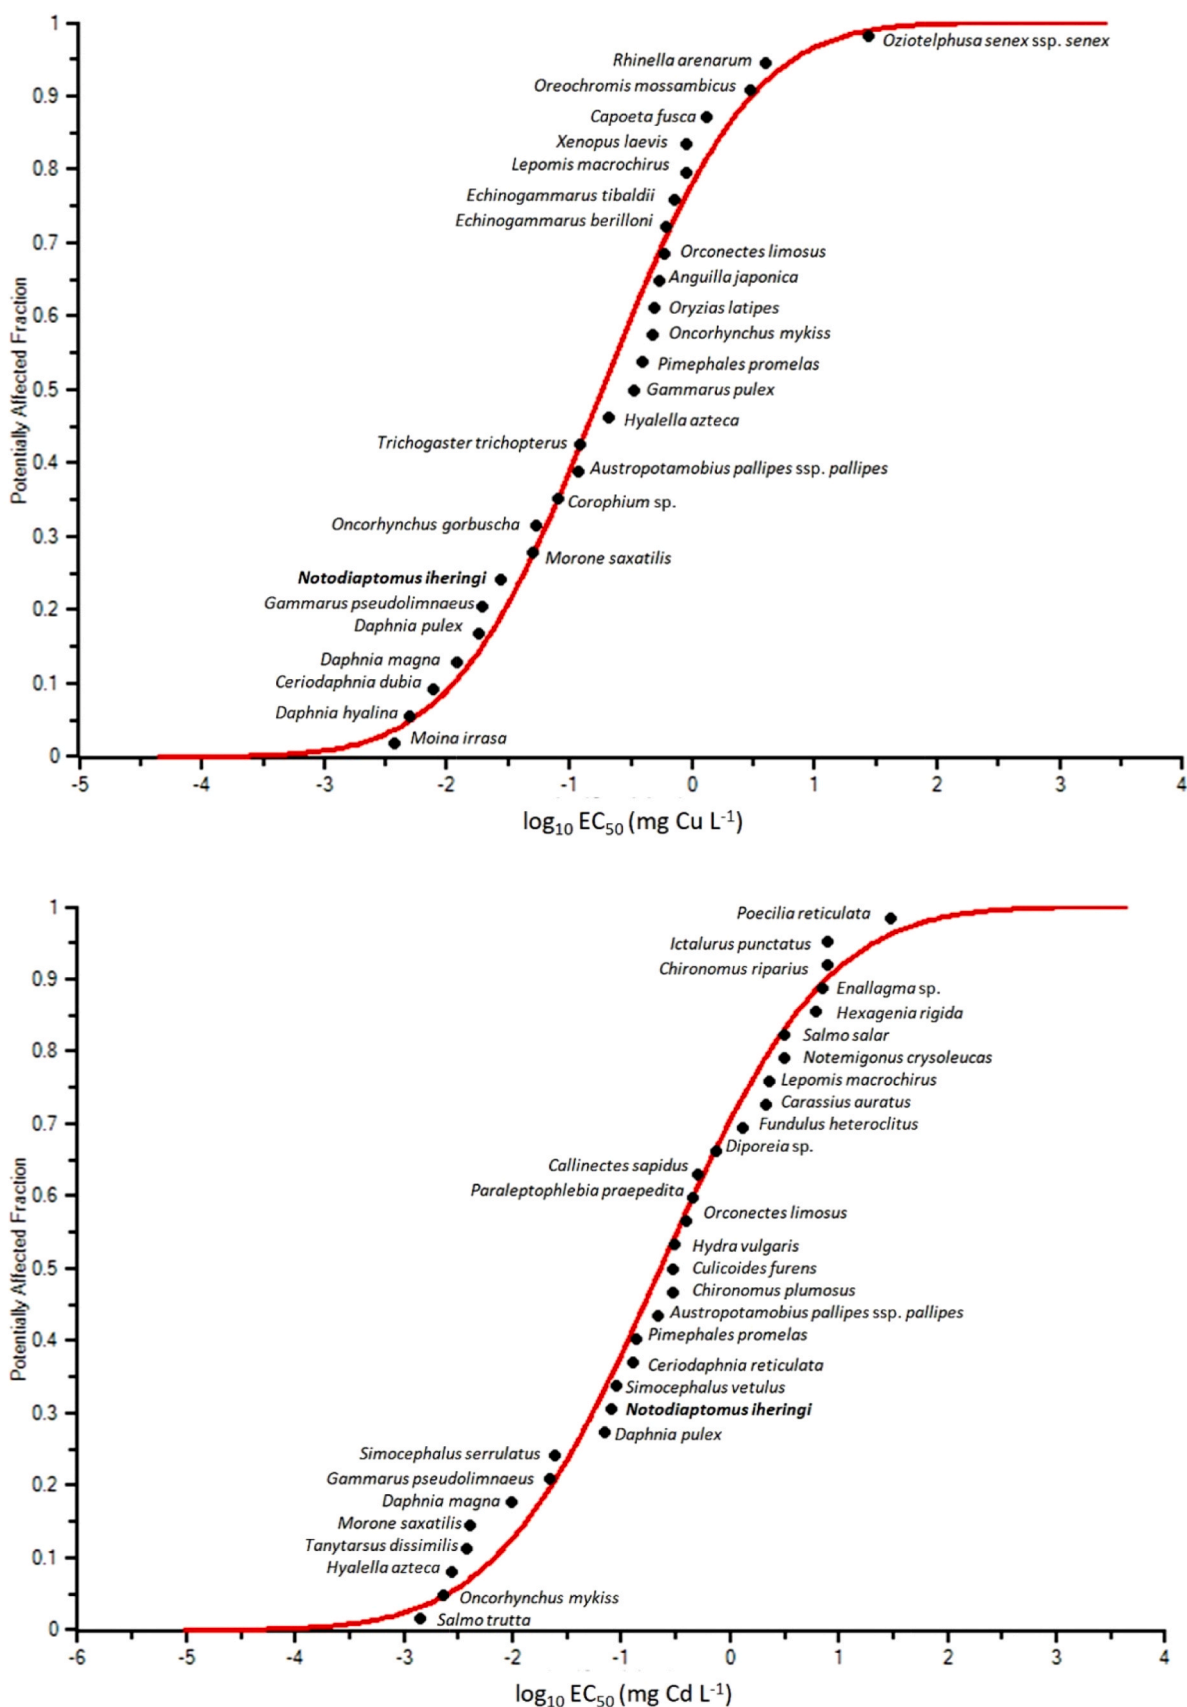 1
Oziotelphusa senex ssp. senex
Rhinella arenarum
0.9
Oreochromis mossambicus
Capoeta fusca
Xenopus laevis
0.8
Lepomis macrochirus
Echinogammarus tibaldii
Echinogammarus berilloni
0.7
Orconectes limosus
Anguilla japonica
0.6
Oryzias latipes
Oncorhynchus mykiss
Pimephales promelas
0.5
Gammarus pulex
Hyalella azteca
Trichogaster trichopterus
0.4
Austropotamobius pallipes ssp. pallipes
Corophium sp.
Oncorhynchus gorbuscha
0.3
Morone saxatilis
Notodiaptomus iheringi
0.2
Gammarus pseudolimnaeus
Daphnia pulex
Daphnia magna
0.1
Ceriodaphnia dubia
Daphnia hyalina
Moina irrasa
0
Potentially Affected Fraction
-5 -4 -3 -2 -1 0 1 2 3 4
log10 EC50 (mg Cu L-1)
1
Poecilia reticulata
Ictalurus punctatus
Chironomus riparius
0.9
Enallagma sp.
Hexagenia rigida
Salmo salar
0.8
Notemigonus crysoleucas
Lepomis macrochirus
Carassius auratus
0.7
Fundulus heteroclitus
Diporeia sp.
Callinectes sapidus
Paraleptophlebia praepedita
0.6
Orconectes limosus
Hydra vulgaris
0.5
Culicoides furens
Chironomus plumosus
Austropotamobius pallipes ssp. pallipes
0.4
Pimephales promelas
Ceriodaphnia reticulata
Simocephalus vetulus
0.3
Notodiaptomus iheringi
Daphnia pulex
Simocephalus serrulatus
Gammarus pseudolimnaeus
0.2
Daphnia magna
Morone saxatilis
Tanytarsus dissimilis
0.1
Hyalella azteca
Oncorhynchus mykiss
Salmo trutta
0
Potentially Affected Fraction
-6 -5 -4 -3 -2 -1 0 1 2 3 4
log10 EC50 (mg Cd L-1)